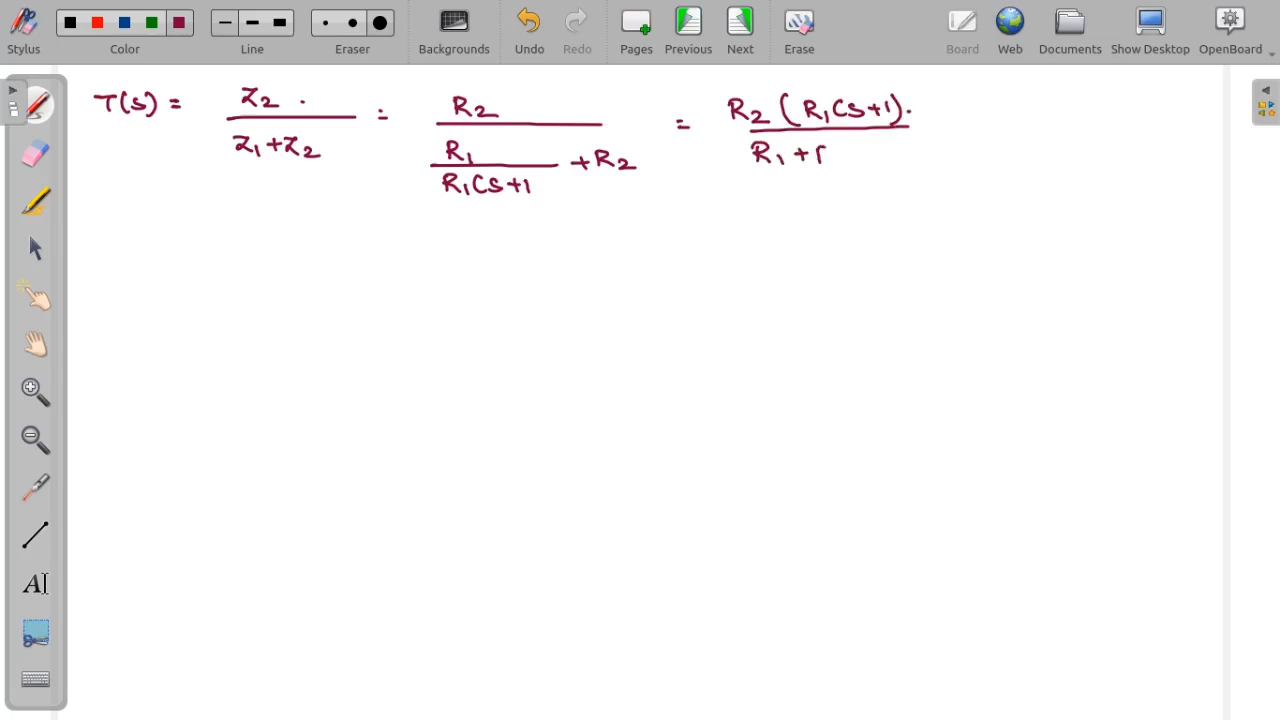 Stylus Color Line Eraser Backgrounds Undo Redo Pages Previous Next Erase Board Web Documents Show Desktop OpenBoard
T(s) = Z2 / (Z1+Z2) = R2 / (R1 / (R1Cs+1) + R2) = R2 (R1Cs+1) / (R1 +